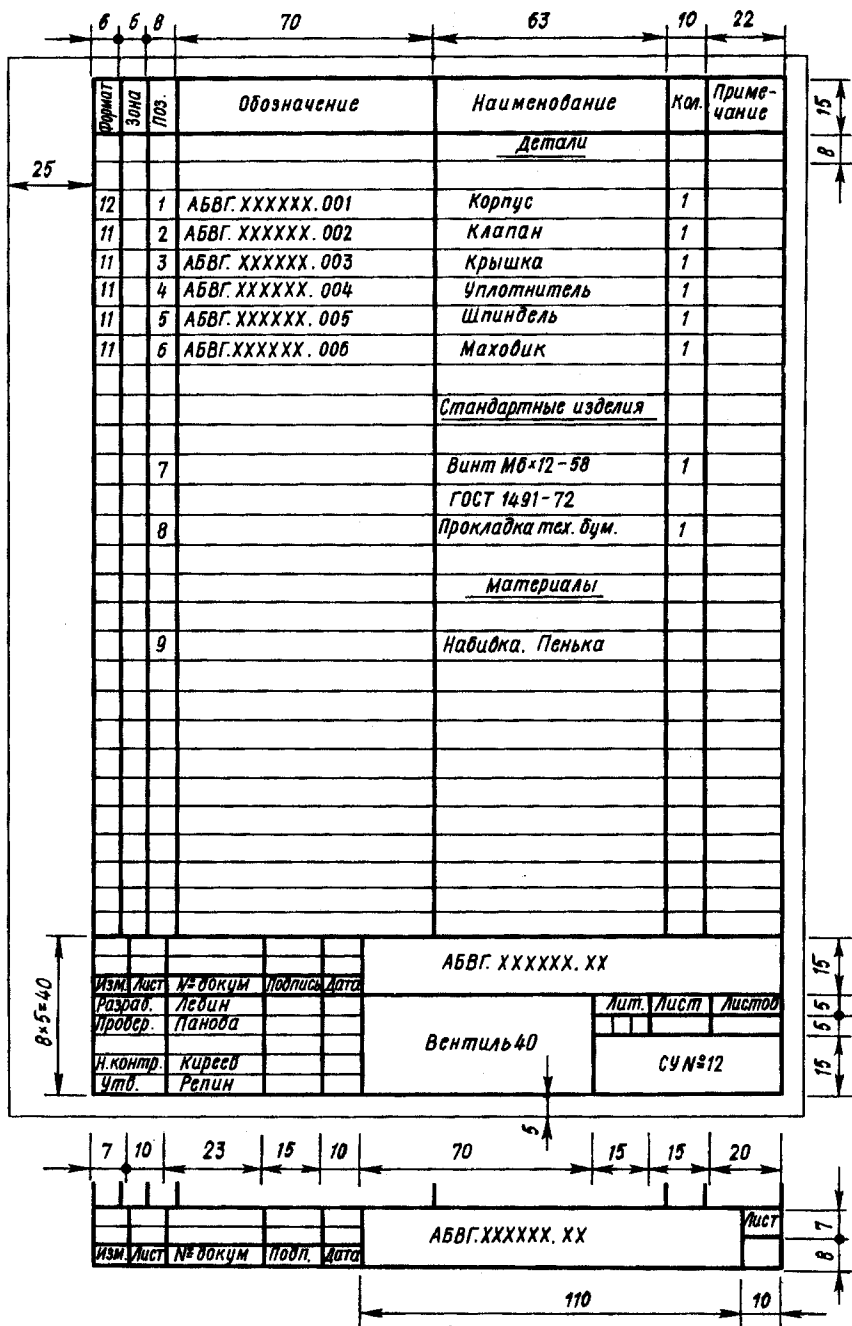 6 6 8 70 63 10 22
Формат Зона Поз. Обозначение Наименование Кол. Приме-
чание
15
8
25
Детали
12 1 АБВГ.XXXXXX.001 Корпус 1
11 2 АБВГ.XXXXXX.002 Клапан 1
11 3 АБВГ.XXXXXX.003 Крышка 1
11 4 АБВГ.XXXXXX.004 Уплотнитель 1
11 5 АБВГ.XXXXXX.005 Шпиндель 1
11 6 АБВГ.XXXXXX.006 Маховик 1
Стандартные изделия
7 Винт М6×12-58 1
ГОСТ 1491-72
8 Прокладка тех. бум. 1
Материалы
9 Набивка. Пенька
8×5=40
АБВГ.XXXXXX.XX
15
Изм. Лист № докум Подпись Дата
Разраб. Левин
Провер. Панова
Н.контр. Киреев
Утв. Репин
Вентиль 40
Лит. Лист Листов
5
5
СУ №12
15
5
7 10 23 15 10 70 15 15 20
АБВГ.XXXXXX.XX
Лист
7
8
Изм. Лист № докум Подп. Дата
110 10